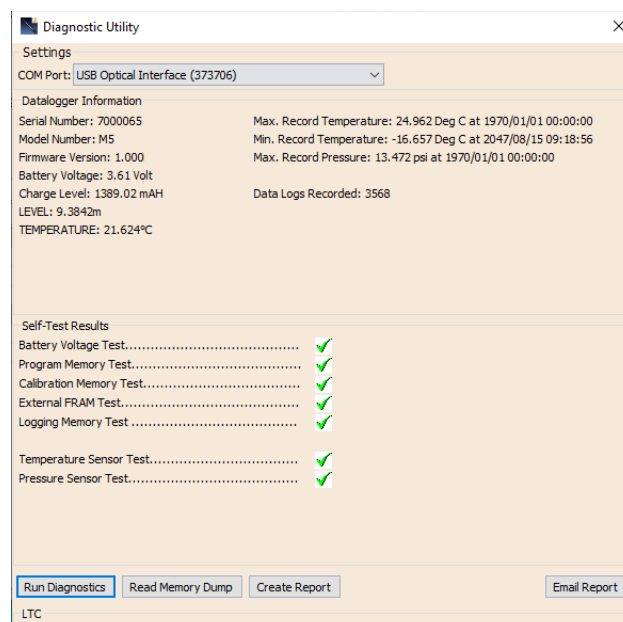 Diagnostic Utility
Settings
COM Port: USB Optical Interface (373706)
Datalogger Information
Serial Number: 7000065
Max. Record Temperature: 24.962 Deg C at 1970/01/01 00:00:00
Model Number: M5
Min. Record Temperature: -16.657 Deg C at 2047/08/15 09:18:56
Firmware Version: 1.000
Max. Record Pressure: 13.472 psi at 1970/01/01 00:00:00
Battery Voltage: 3.61 Volt
Charge Level: 1389.02 mAH
Data Logs Recorded: 3568
LEVEL: 9.3842m
TEMPERATURE: 21.624°C
Self-Test Results
Battery Voltage Test.........................................
Program Memory Test........................................
Calibration Memory Test.....................................
External FRAM Test..........................................
Logging Memory Test .......................................
Temperature Sensor Test...................................
Pressure Sensor Test........................................
Run Diagnostics
Read Memory Dump
Create Report
Email Report
LTC